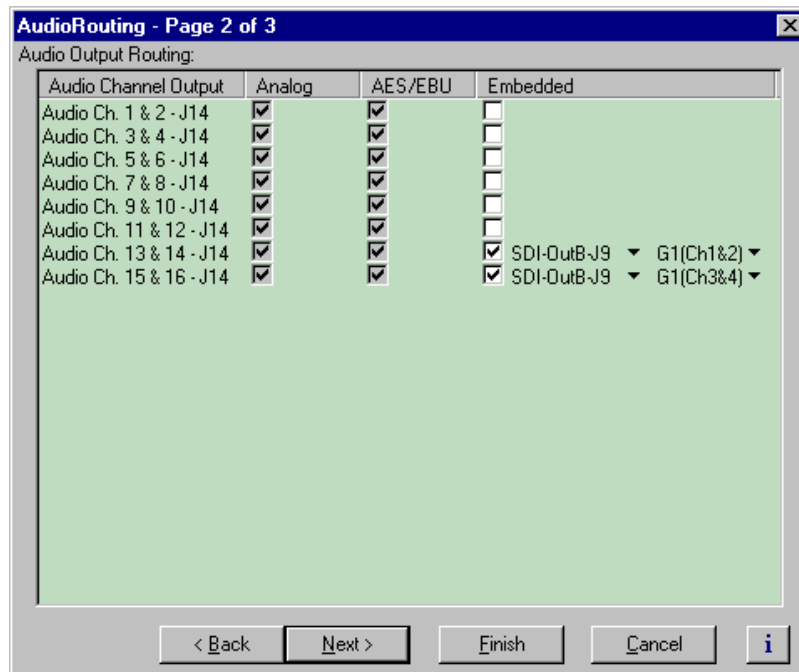 AudioRouting - Page 2 of 3
Audio Output Routing:
Audio Channel Output Analog AES/EBU Embedded
Audio Ch. 1 & 2 - J14
Audio Ch. 3 & 4 - J14
Audio Ch. 5 & 6 - J14
Audio Ch. 7 & 8 - J14
Audio Ch. 9 & 10 - J14
Audio Ch. 11 & 12 - J14
Audio Ch. 13 & 14 - J14 SDI-OutB-J9 G1(Ch1&2)
Audio Ch. 15 & 16 - J14 SDI-OutB-J9 G1(Ch3&4)
< Back Next > Finish Cancel i